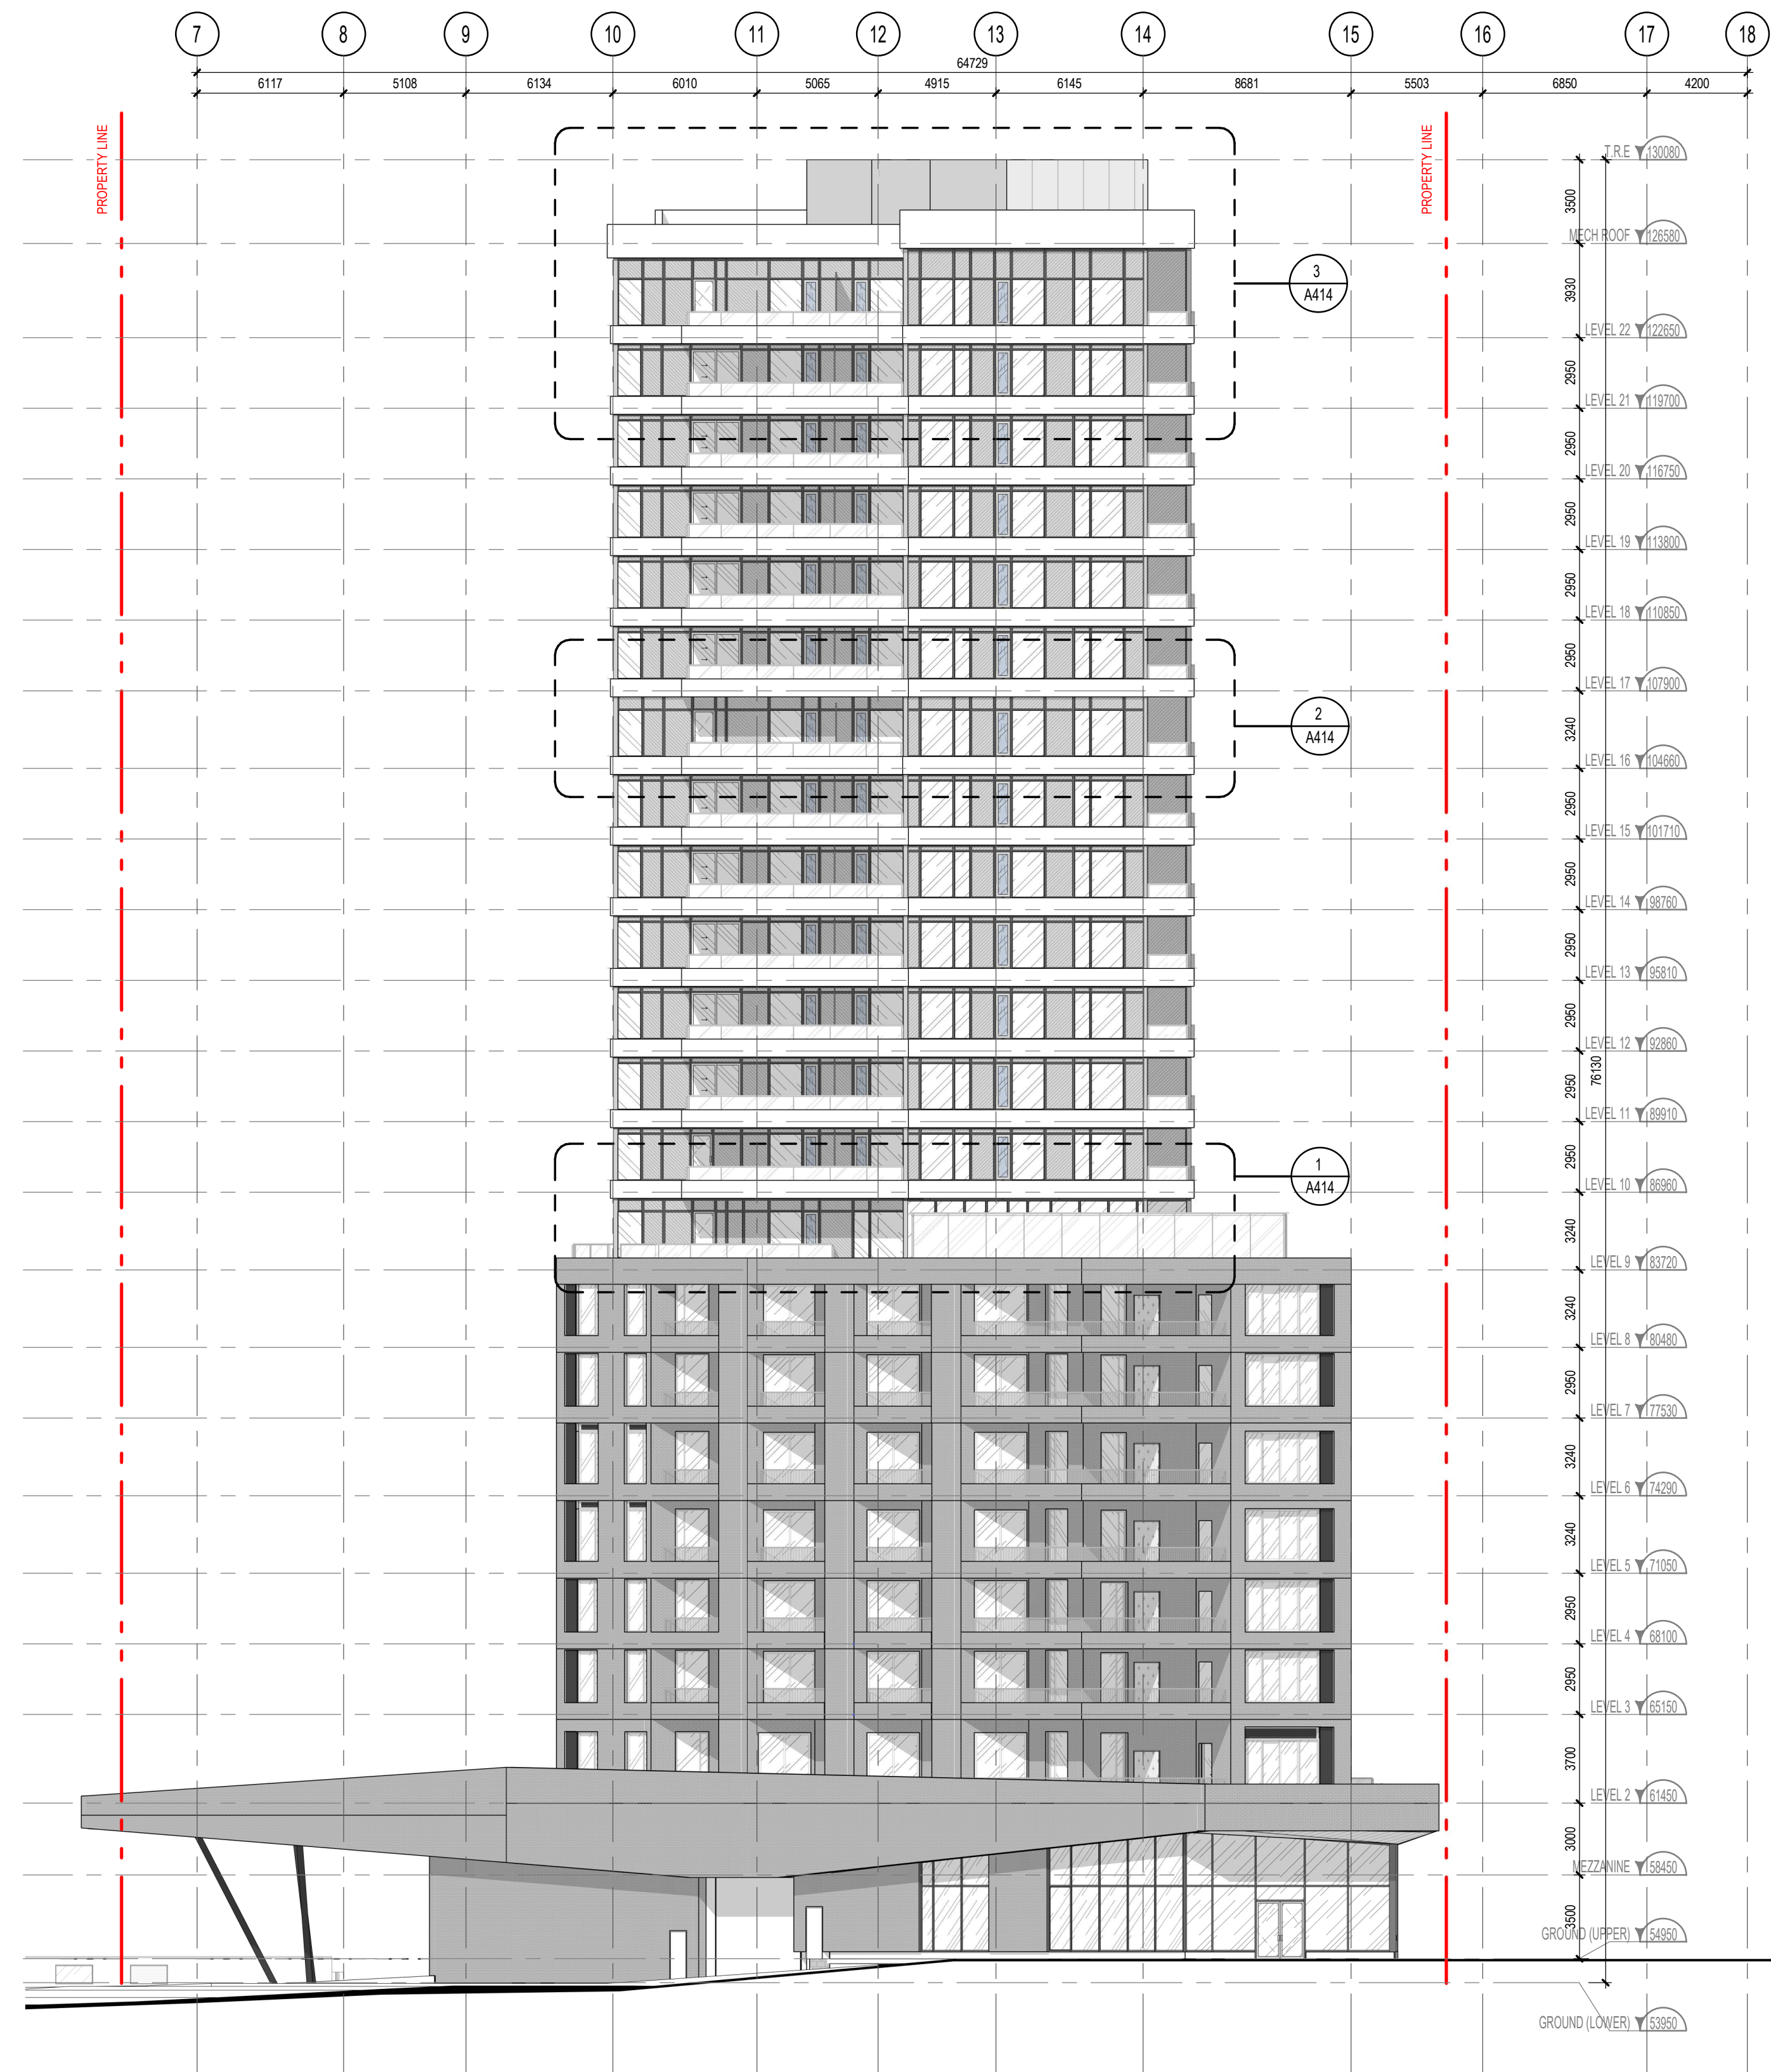 7 8 9 10 11 12 13 14 15 16 17 18
64729
6117 5108 6134 6010 5065 4915 6145 8681 5503 6850 4200
PROPERTY LINE
PROPERTY LINE
T.R.E 130080
3500
MECH ROOF 126580
3
A414
3930
LEVEL 22 122650
2950
LEVEL 21 119700
2950
LEVEL 20 116750
2950
LEVEL 19 113800
2950
LEVEL 18 110850
2950
LEVEL 17 107900
2
A414
3240
LEVEL 16 104660
2950
LEVEL 15 101710
2950
LEVEL 14 98760
2950
LEVEL 13 95810
2950
LEVEL 12 92860
76130
2950
LEVEL 11 89910
2950
1
A414
LEVEL 10 86960
3240
LEVEL 9 83720
3240
LEVEL 8 80480
2950
LEVEL 7 77530
3240
LEVEL 6 74290
3240
LEVEL 5 71050
2950
LEVEL 4 68100
2950
LEVEL 3 65150
3700
LEVEL 2 61450
3000
MEZZANINE 58450
3500
GROUND (UPPER) 54950
GROUND (LOWER) 53950